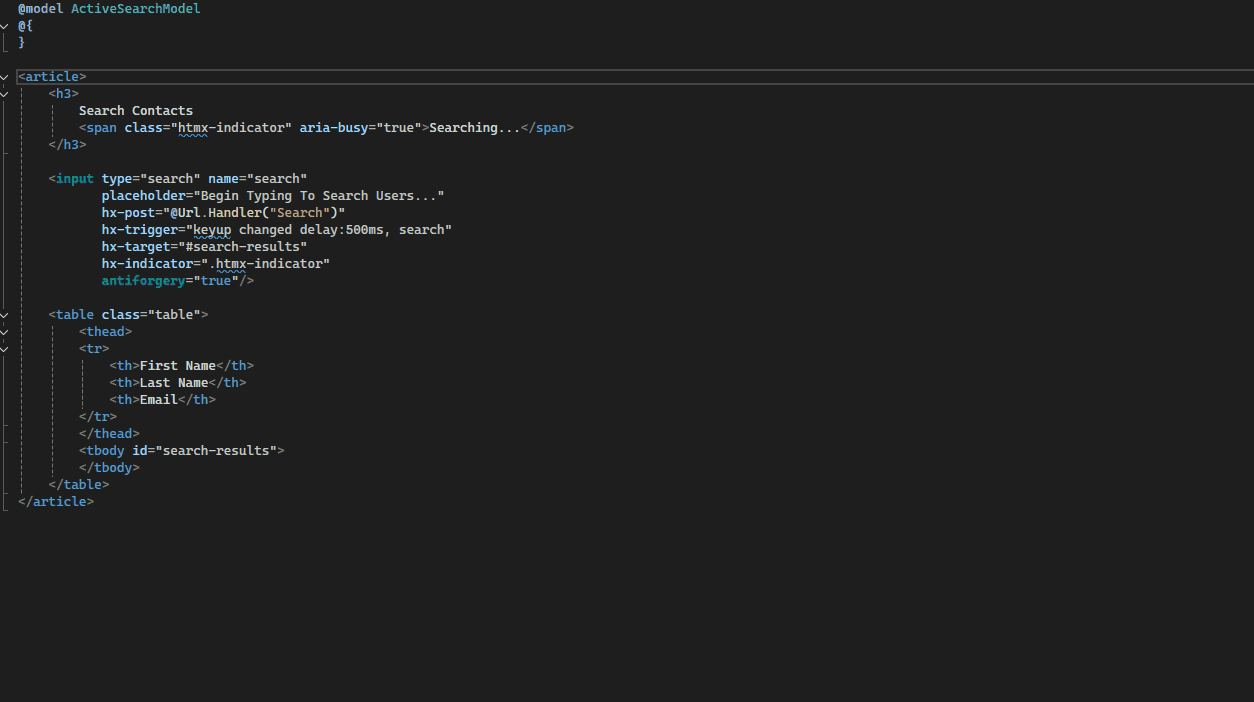 @model ActiveSearchModel
@{
}
<article>
<h3>
Search Contacts
<span class="htmx-indicator" aria-busy="true">Searching...</span>
</h3>
<input type="search" name="search"
placeholder="Begin Typing To Search Users..."
hx-post="@Url.Handler("Search")"
hx-trigger="keyup changed delay:500ms, search"
hx-target="#search-results"
hx-indicator=".htmx-indicator"
antiforgery="true"/>
<table class="table">
<thead>
<tr>
<th>First Name</th>
<th>Last Name</th>
<th>Email</th>
</tr>
</thead>
<tbody id="search-results">
</tbody>
</table>
</article>